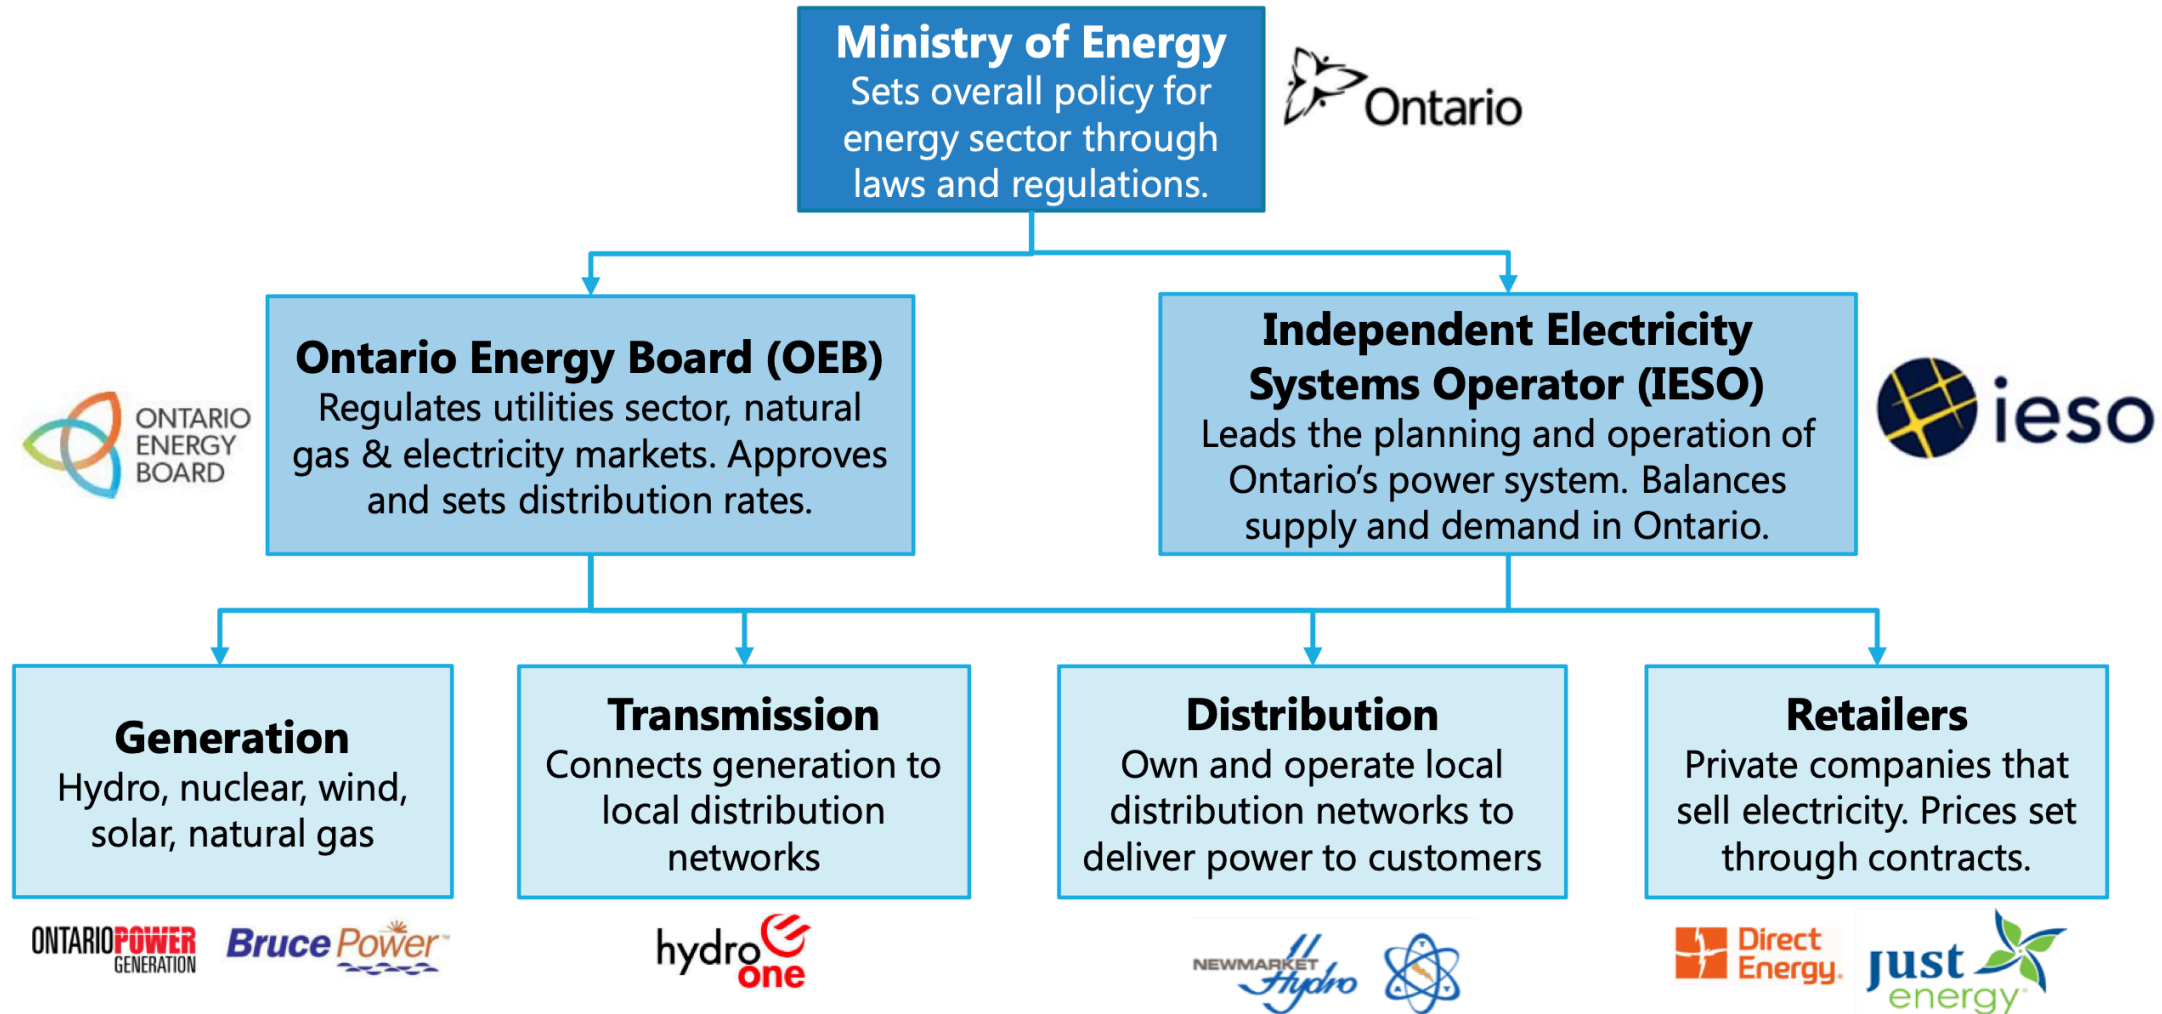 Ministry of Energy
Sets overall policy for
energy sector through
laws and regulations.
Ontario
Ontario Energy Board (OEB)
Regulates utilities sector, natural
gas & electricity markets. Approves
and sets distribution rates.
ONTARIO
ENERGY
BOARD
Independent Electricity
Systems Operator (IESO)
Leads the planning and operation of
Ontario’s power system. Balances
supply and demand in Ontario.
ieso
Generation
Hydro, nuclear, wind,
solar, natural gas
Transmission
Connects generation to
local distribution
networks
Distribution
Own and operate local
distribution networks to
deliver power to customers
Retailers
Private companies that
sell electricity. Prices set
through contracts.
ONTARIOPOWER
GENERATION
BrucePower™
hydro
one
NEWMARKET
Hydro
Direct
Energy.
just
energy